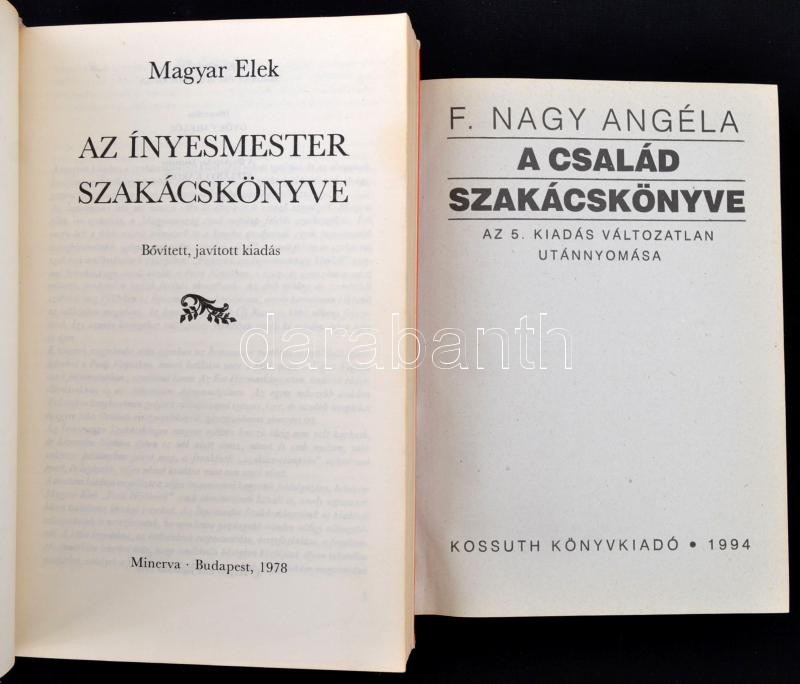 Magyar Elek
AZ ÍNYESMESTER
SZAKÁCSKÖNYVE
Bővített, javított kiadás
Minerva · Budapest, 1978
F. NAGY ANGÉLA
A CSALÁD
SZAKÁCSKÖNYVE
AZ 5. KIADÁS VÁLTOZATLAN
UTÁNNYOMÁSA
KOSSUTH KÖNYVKIADÓ • 1994
darabanth